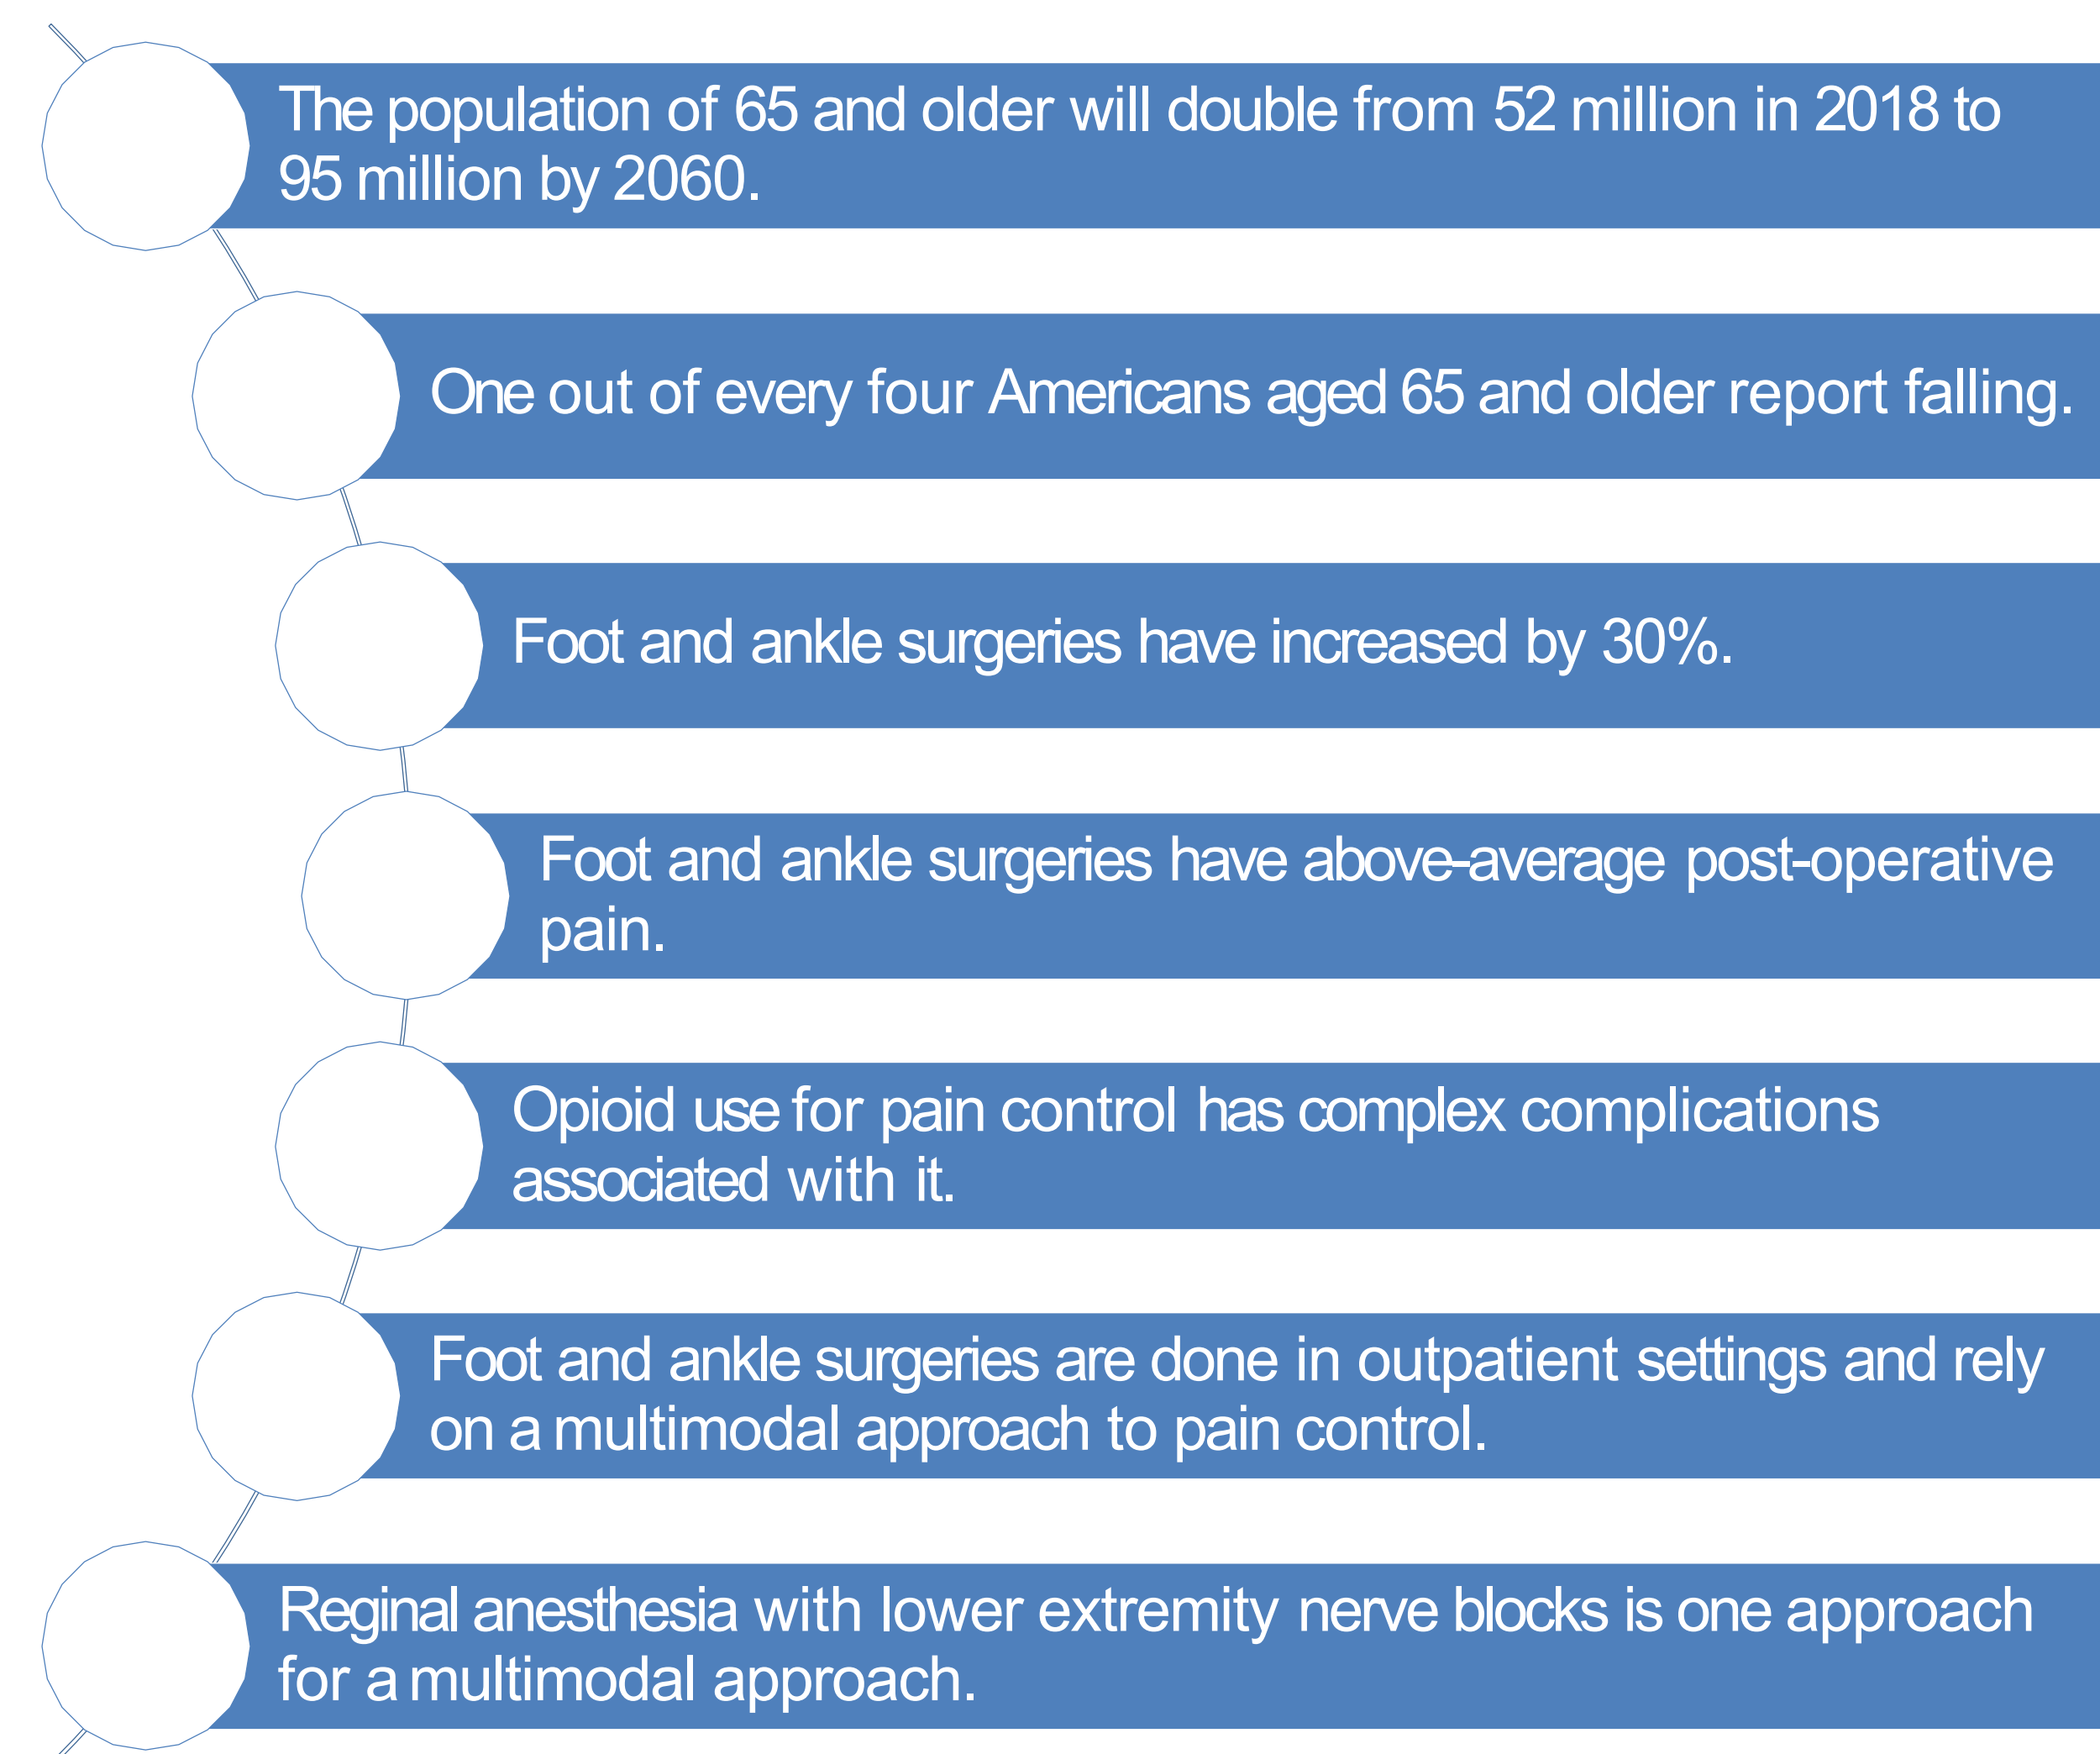 The population of 65 and older will double from 52 million in 2018 to
95 million by 2060.
One out of every four Americans aged 65 and older report falling.
Foot and ankle surgeries have increased by 30%.
Foot and ankle surgeries have above–average post-operative
pain.
Opioid use for pain control has complex complications
associated with it.
Foot and ankle surgeries are done in outpatient settings and rely
on a multimodal approach to pain control.
Reginal anesthesia with lower extremity nerve blocks is one approach
for a multimodal approach.